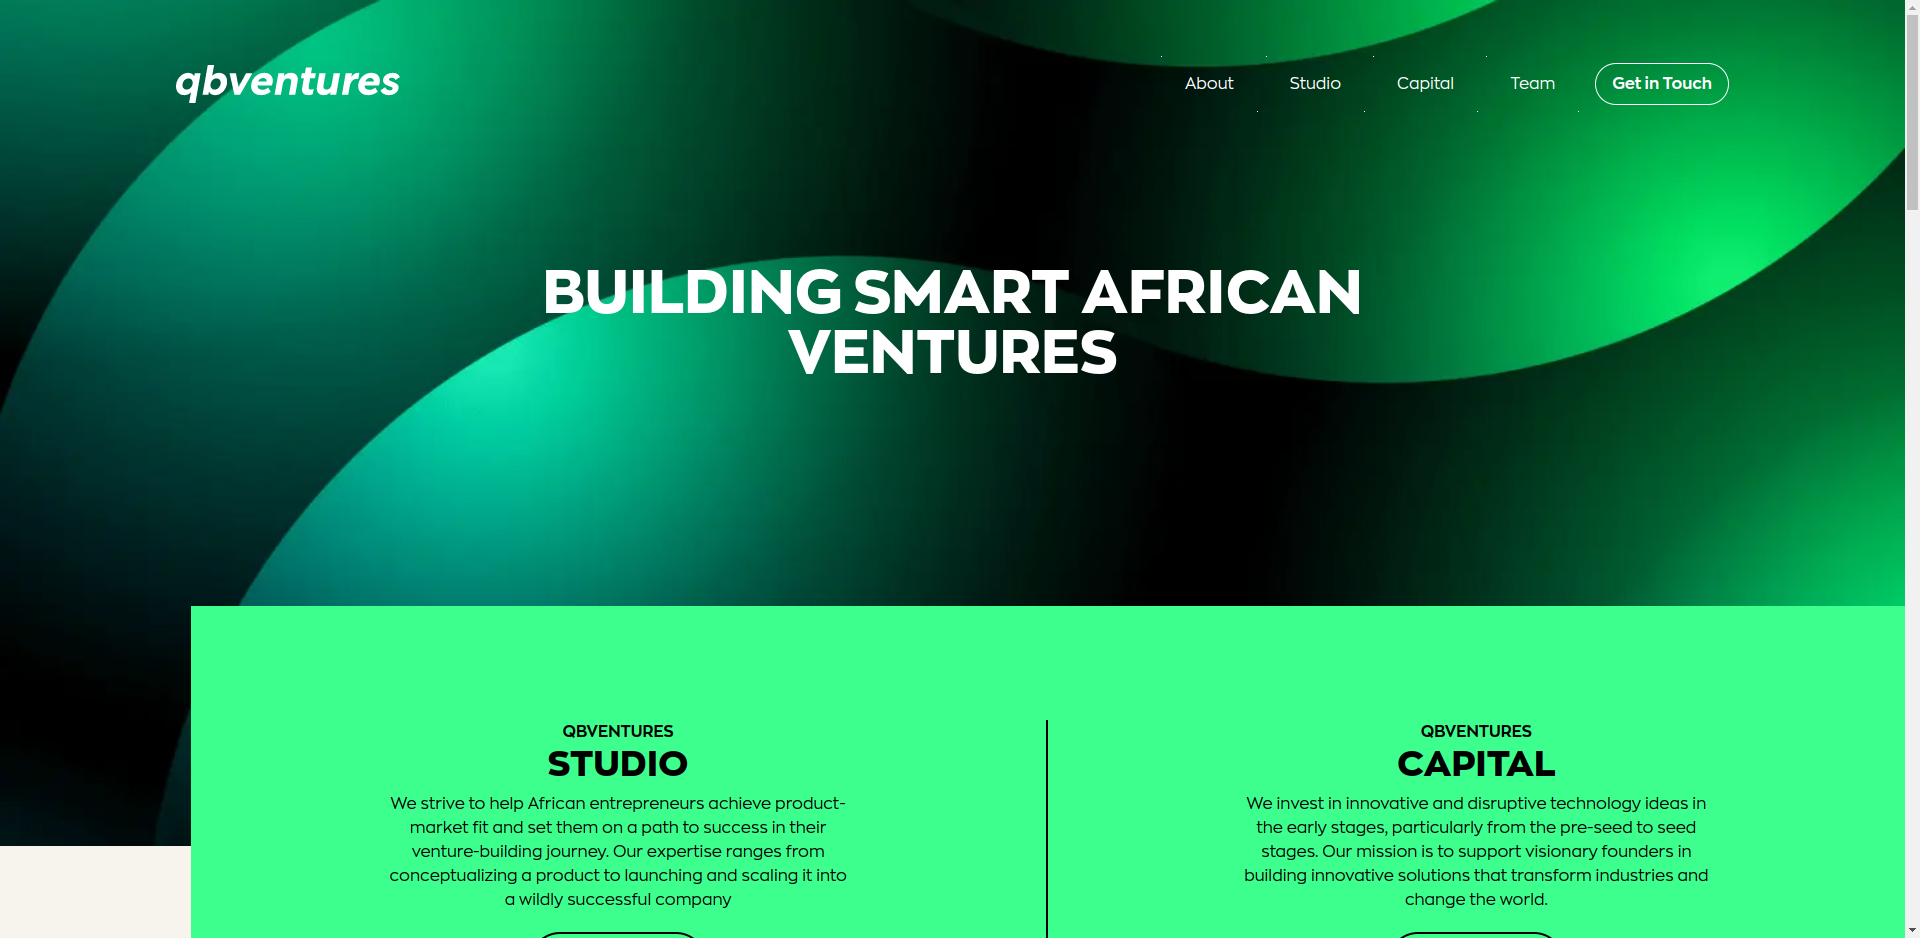 qbventures
About
Studio
Capital
Team
Get in Touch
BUILDING SMART AFRICAN
VENTURES
QBVENTURES
STUDIO
We strive to help African entrepreneurs achieve product-
market fit and set them on a path to success in their
venture-building journey. Our expertise ranges from
conceptualizing a product to launching and scaling it into
a wildly successful company
QBVENTURES
CAPITAL
We invest in innovative and disruptive technology ideas in
the early stages, particularly from the pre-seed to seed
stages. Our mission is to support visionary founders in
building innovative solutions that transform industries and
change the world.